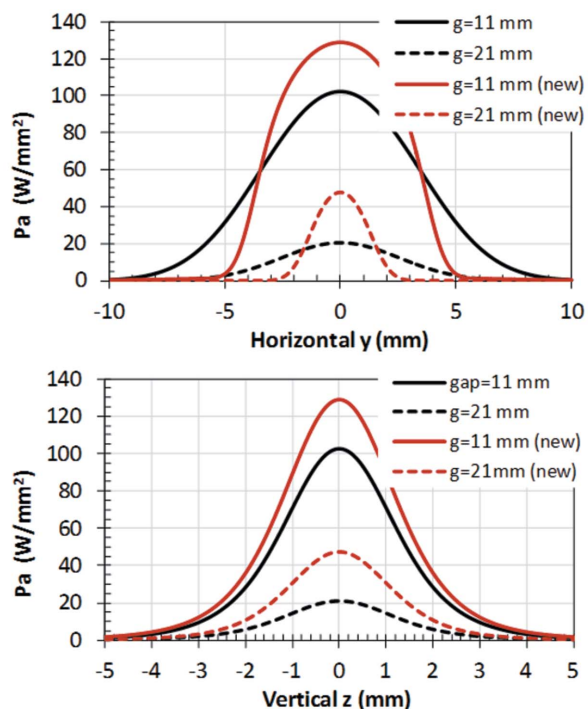 140
120
100
80
60
40
20
0
Pa (W/mm²)
g=11 mm
g=21 mm
g=11 mm (new)
g=21 mm (new)
-10 -5 0 5 10
Horizontal y (mm)
140
120
100
80
60
40
20
0
Pa (W/mm²)
gap=11 mm
g=21 mm
g=11 mm (new)
g=21mm (new)
-5 -4 -3 -2 -1 0 1 2 3 4 5
Vertical z (mm)